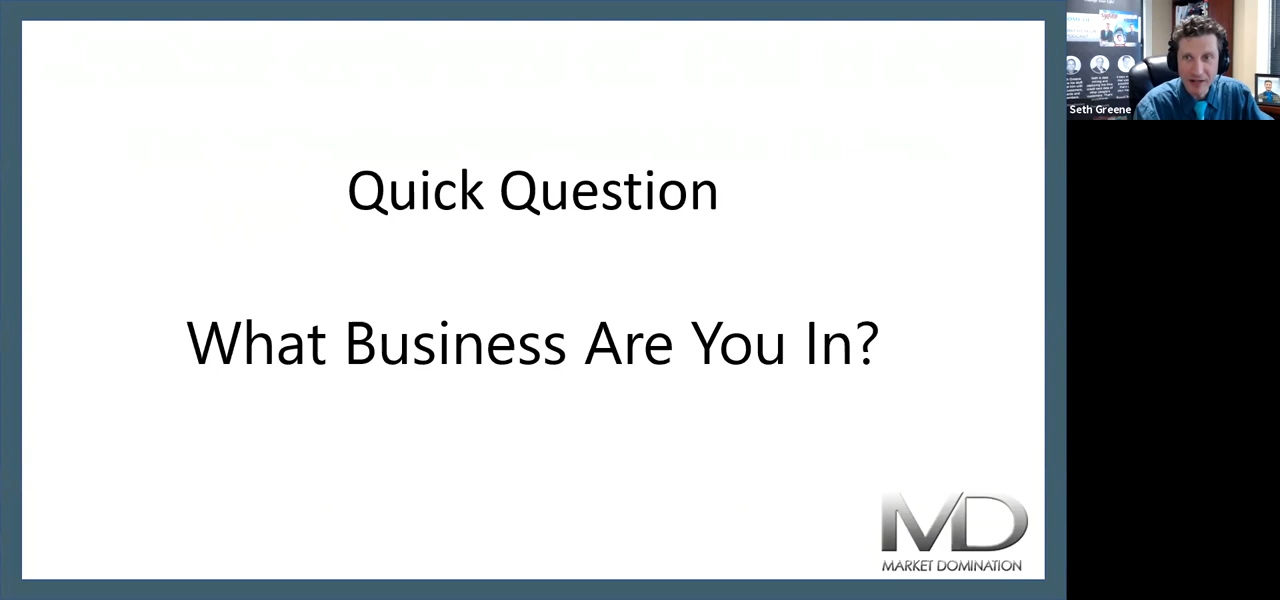 Quick Question
What Business Are You In?
MD
MARKET DOMINATION
Seth Greene